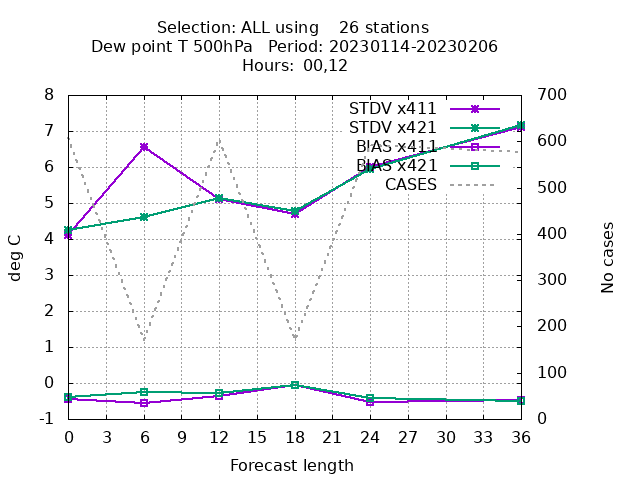 Selection: ALL using    26 stations
Dew point T 500hPa   Period: 20230114-20230206
Hours: 00,12
STDV x411
STDV x421
BIAS x411
BIAS x421
CASES
8
7
6
5
4
3
2
1
0
-1
700
600
500
400
300
200
100
0
deg C
No cases
0 3 6 9 12 15 18 21 24 27 30 33 36
Forecast length